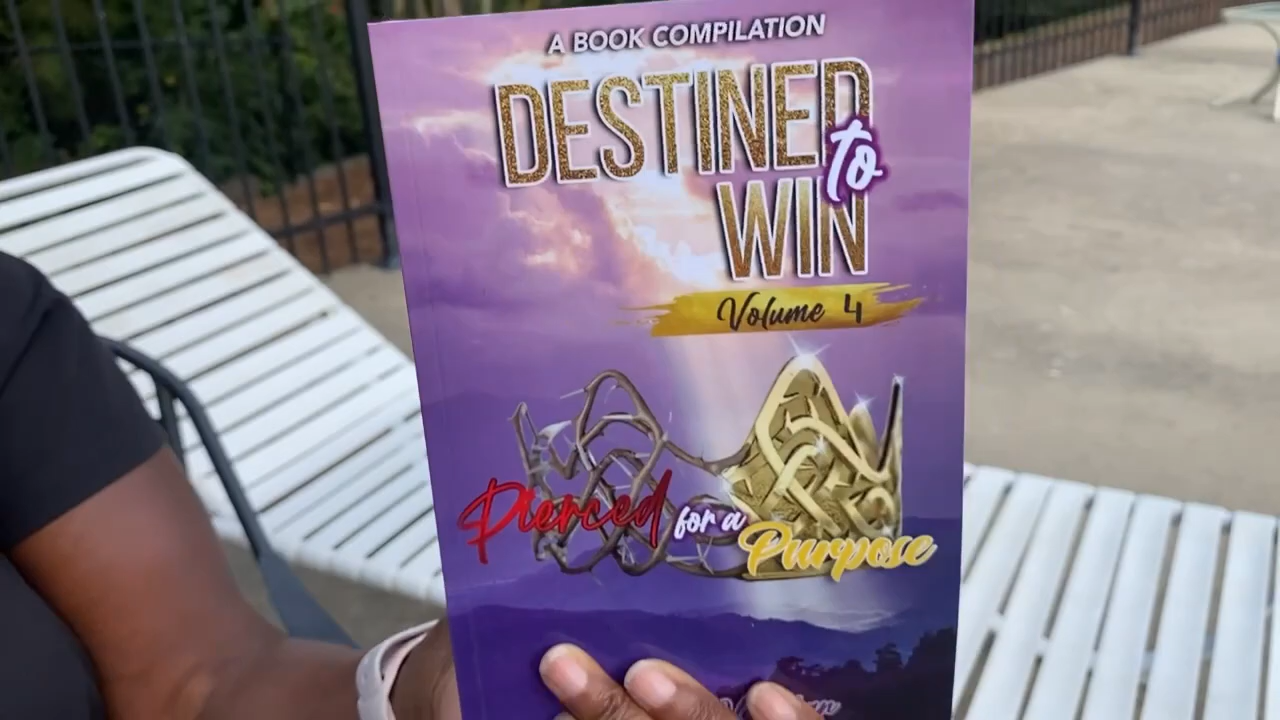 A BOOK COMPILATION
DESTINED
to
WIN
Volume 4
Pierced for a Purpose